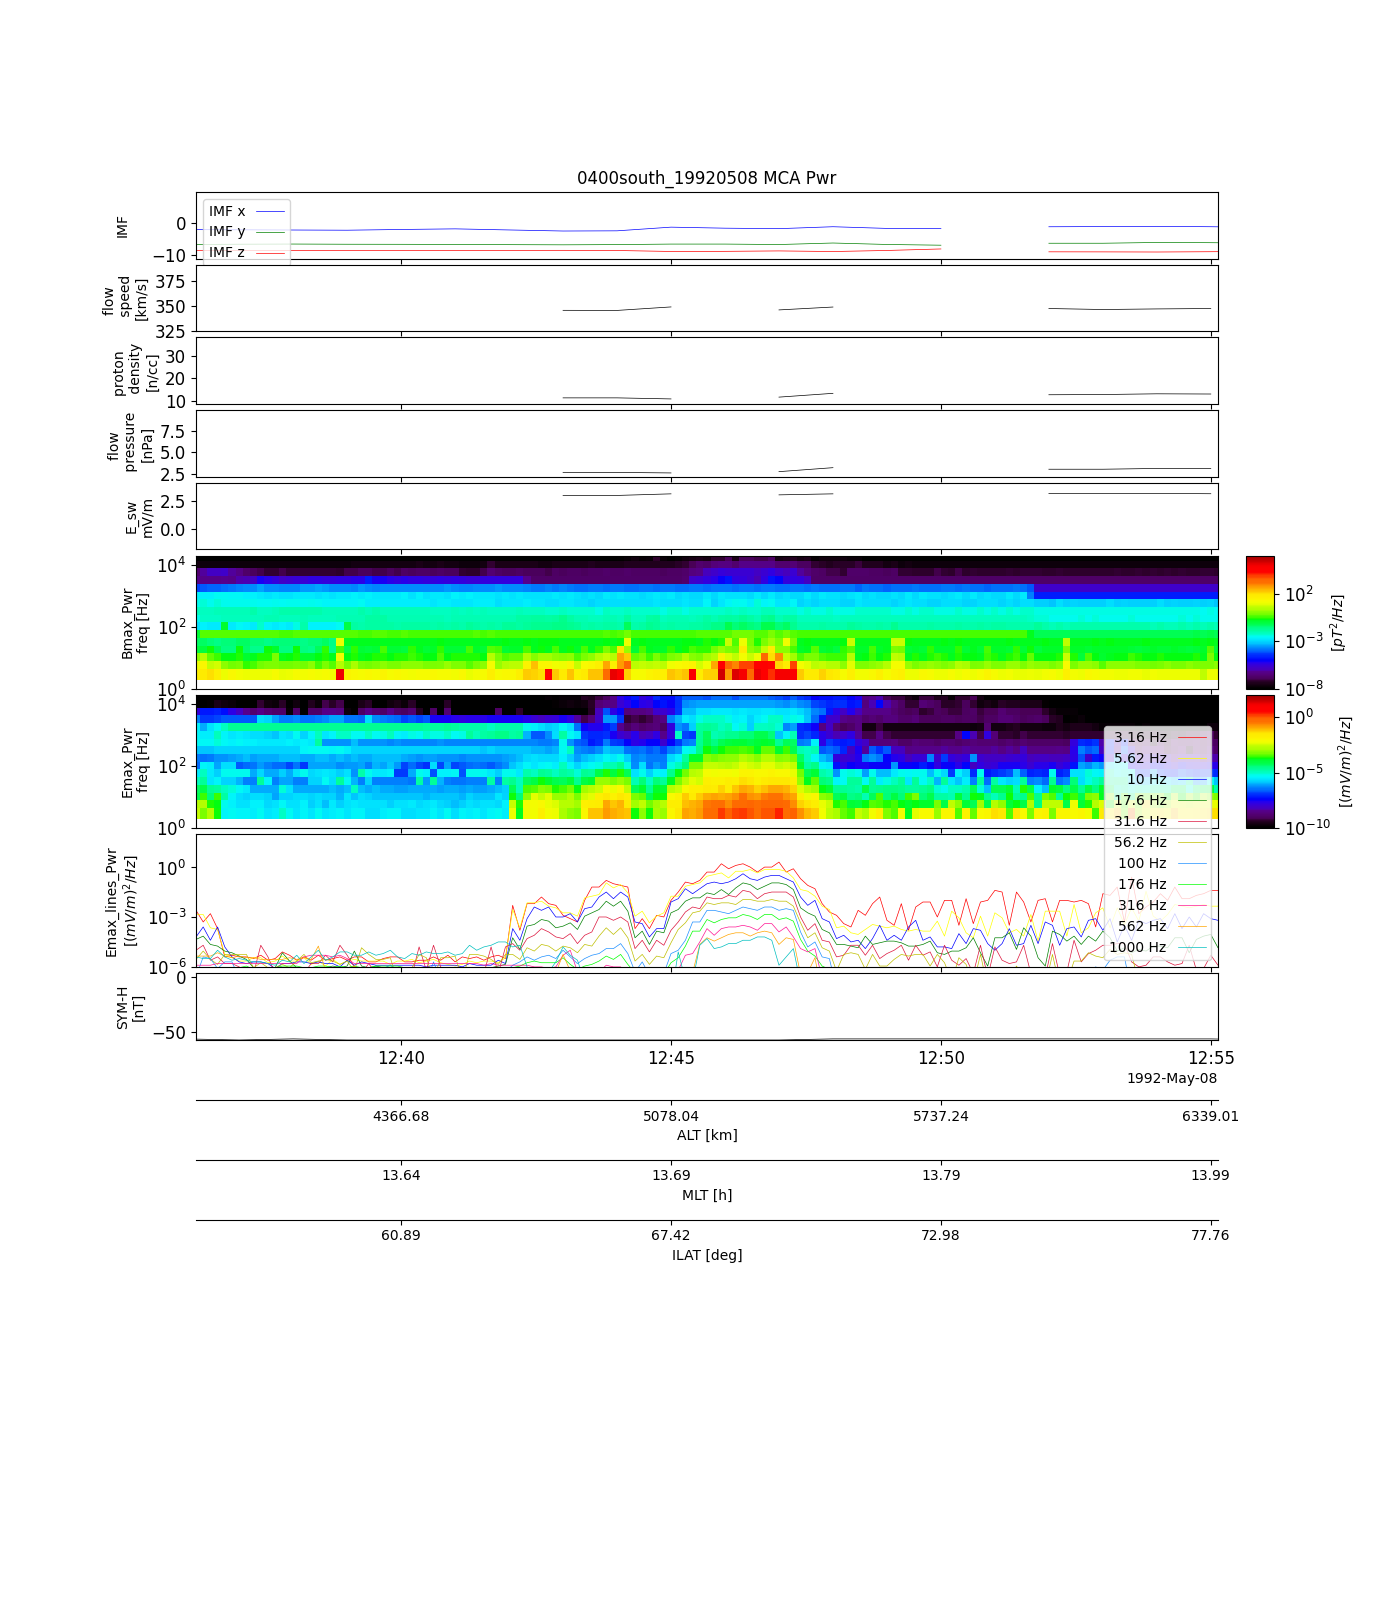 0400south_19920508 MCA Pwr
IMF
0
−10
IMF x
IMF y
IMF z
flow
speed
[km/s]
375
350
325
proton
density
[n/cc]
30
20
10
flow
pressure
[nPa]
7.5
5.0
2.5
E_sw
mV/m
2.5
0.0
Bmax_Pwr
freq [Hz]
10^4
10^2
10^0
10^2
10^−3
10^−8
[pT^2/Hz]
Emax_Pwr
freq [Hz]
10^4
10^2
10^0
10^0
10^−5
10^−10
[(mV/m)^2/Hz]
3.16 Hz
5.62 Hz
10 Hz
17.6 Hz
31.6 Hz
56.2 Hz
100 Hz
176 Hz
316 Hz
562 Hz
1000 Hz
Emax_lines_Pwr
[(mV/m)^2/Hz]
10^0
10^−3
10^−6
SYM-H
[nT]
0
−50
12:40 12:45 12:50 12:55
1992-May-08
4366.68 5078.04 5737.24 6339.01
ALT [km]
13.64 13.69 13.79 13.99
MLT [h]
60.89 67.42 72.98 77.76
ILAT [deg]